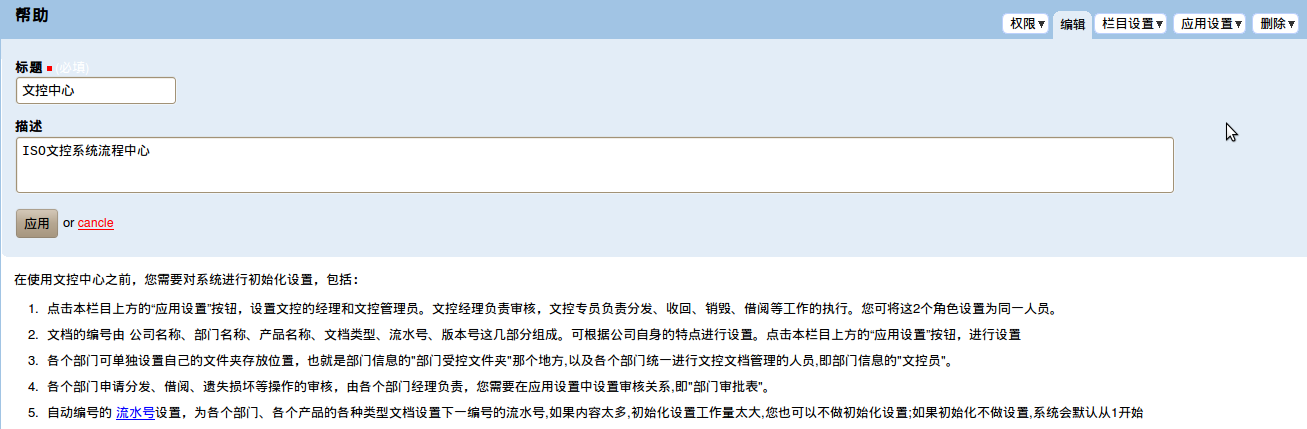 帮助
权限▼ 编辑 栏目设置▼ 应用设置▼ 删除▼
标题 (必填)
文控中心
描述
ISO文控系统流程中心
应用 or cancle
在使用文控中心之前，您需要对系统进行初始化设置，包括：
1. 点击本栏目上方的“应用设置”按钮，设置文控的经理和文控管理员。文控经理负责审核，文控专员负责分发、收回、销毁、借阅等工作的执行。您可将这2个角色设置为同一人员。
2. 文档的编号由 公司名称、部门名称、产品名称、文档类型、流水号、版本号这几部分组成。可根据公司自身的特点进行设置。点击本栏目上方的“应用设置”按钮，进行设置
3. 各个部门可单独设置自己的文件夹存放位置，也就是部门信息的"部门受控文件夹"那个地方,以及各个部门统一进行文控文档管理的人员,即部门信息的"文控员"。
4. 各个部门申请分发、借阅、遗失损坏等操作的审核，由各个部门经理负责，您需要在应用设置中设置审核关系,即"部门审批表"。
5. 自动编号的 流水号设置，为各个部门、各个产品的各种类型文档设置下一编号的流水号,如果内容太多,初始化设置工作量太大,您也可以不做初始化设置;如果初始化不做设置,系统会默认从1开始